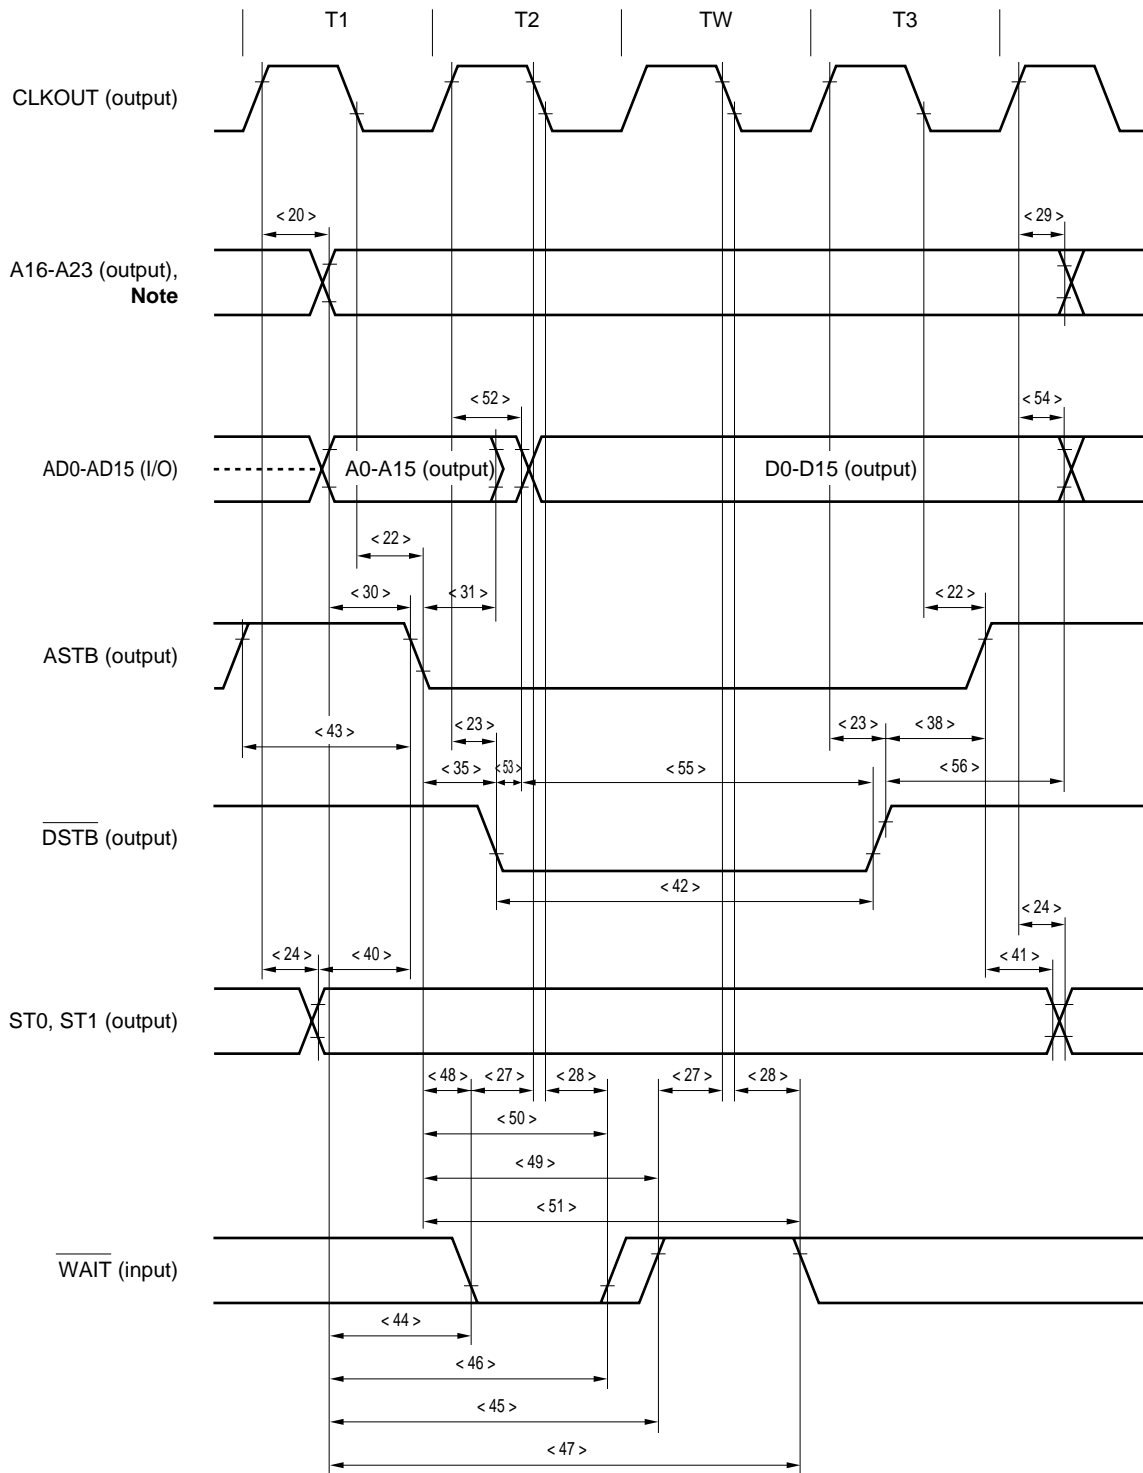 T1 T2 TW T3
CLKOUT (output)
< 20 > < 29 >
A16-A23 (output),
Note
< 52 > < 54 >
AD0-AD15 (I/O) A0-A15 (output) D0-D15 (output)
< 22 >
< 30 > < 31 > < 22 >
ASTB (output)
< 43 > < 23 > < 23 > < 38 >
< 35 > < 53 > < 55 > < 56 >
DSTB (output)
< 42 >
< 24 >
< 24 > < 40 > < 41 >
ST0, ST1 (output)
< 48 > < 27 > < 28 > < 27 > < 28 >
< 50 >
< 49 >
< 51 >
WAIT (input)
< 44 >
< 46 >
< 45 >
< 47 >